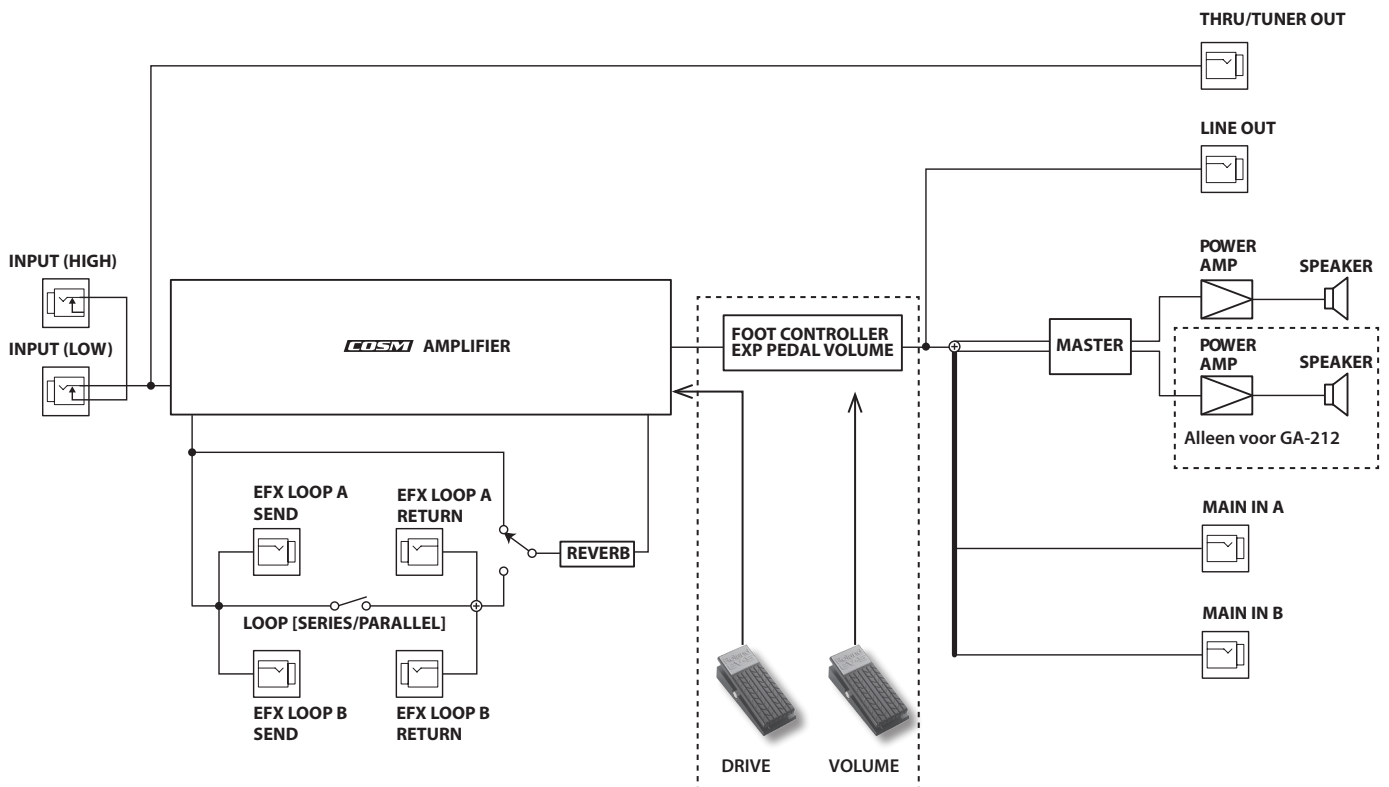 THRU/TUNER OUT
LINE OUT
INPUT (HIGH)
INPUT (LOW)
COSM AMPLIFIER
FOOT CONTROLLER
EXP PEDAL VOLUME
MASTER
POWER
AMP
SPEAKER
POWER
AMP
SPEAKER
Alleen voor GA-212
EFX LOOP A
SEND
EFX LOOP A
RETURN
REVERB
LOOP [SERIES/PARALLEL]
EFX LOOP B
SEND
EFX LOOP B
RETURN
MAIN IN A
MAIN IN B
DRIVE
VOLUME